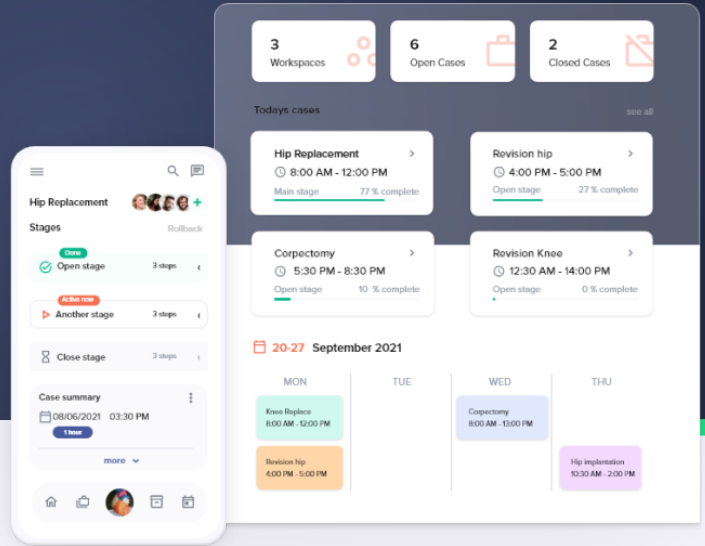 3
Workspaces
6
Open Cases
2
Closed Cases
Todays cases
see all
Hip Replacement
8:00 AM - 12:00 PM
Main stage 77 % complete
Revision hip
4:00 PM - 5:00 PM
Open stage 27 % complete
Corpectomy
5:30 PM - 8:30 PM
Open stage 10 % complete
Revision Knee
12:30 AM - 14:00 PM
Open stage 0 % complete
20-27 September 2021
MON TUE WED THU
Knee Replace
8:00 AM - 12:00 PM
Corpectomy
8:00 AM - 13:00 PM
Revision hip
4:00 PM - 5:00 PM
Hip implantation
10:30 AM - 2:00 PM
Hip Replacement
Stages
Rollback
Done
Open stage 3 steps
Active now
Another stage 3 steps
Close stage 3 steps
Case summary
08/06/2021 03:30 PM
1 hour
more